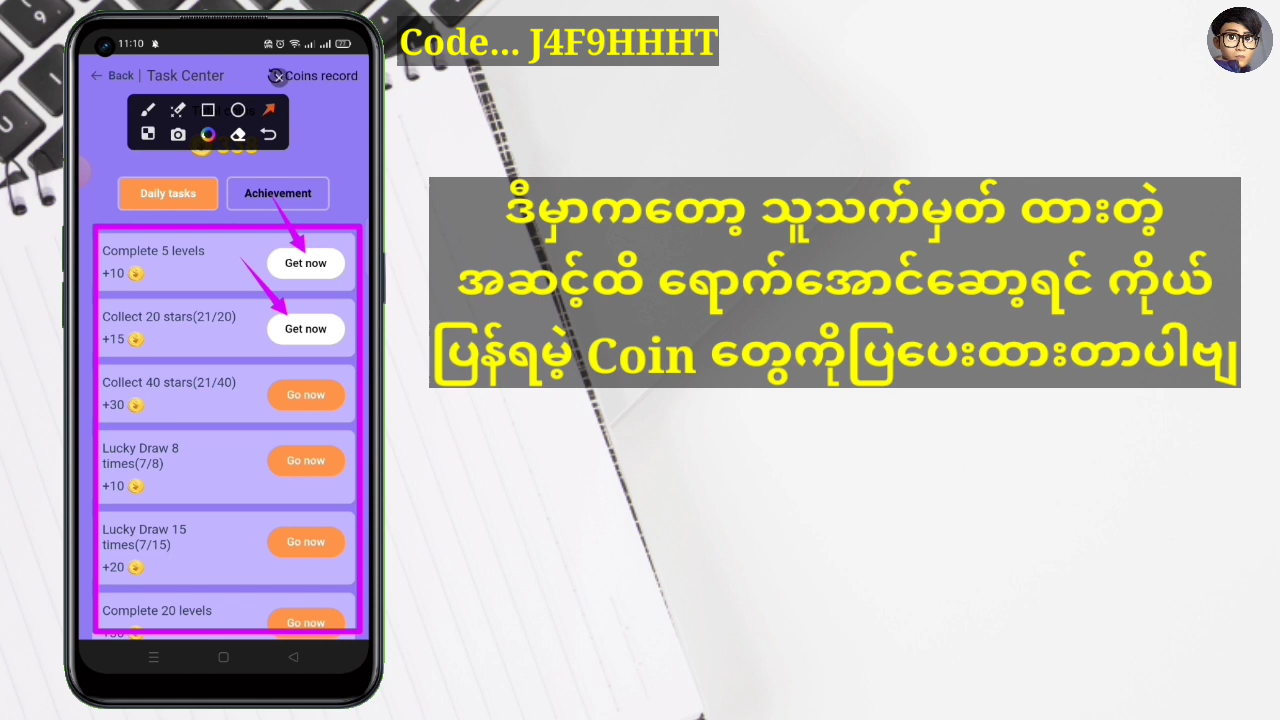 Code... J4F9HHHT
11:10
Back | Task Center
Coins record
Daily tasks
Achievement
Complete 5 levels
+10
Get now
Collect 20 stars(21/20)
+15
Get now
Collect 40 stars(21/40)
+30
Go now
Lucky Draw 8
times(7/8)
+10
Go now
Lucky Draw 15
times(7/15)
+20
Go now
Complete 20 levels
Go now
ဒီမှာကတော့ သူသက်မှတ် ထားတဲ့
အဆင့်ထိ ရောက်အောင်ဆော့ရင် ကိုယ်
ပြန်ရမဲ့ Coin တွေကိုပြပေးထားတာပါဗျ